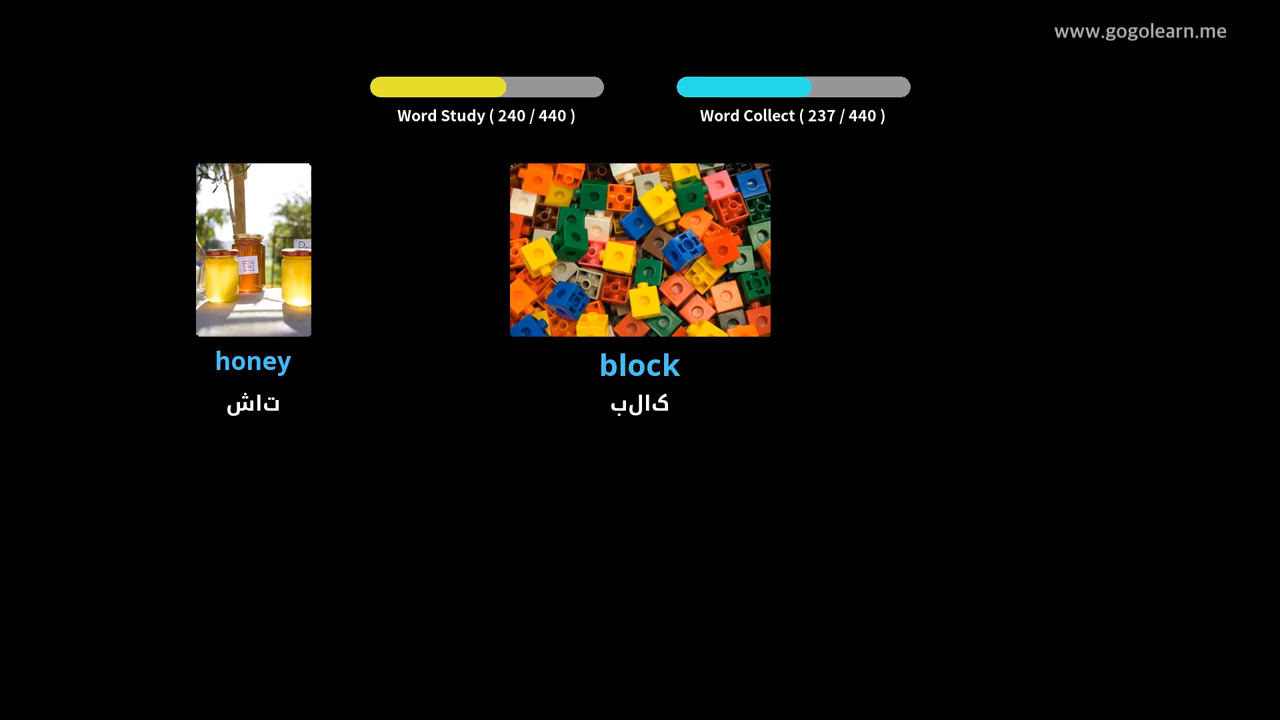 www.gogolearn.me
Word Study ( 240 / 440 )
Word Collect ( 237 / 440 )
honey
تاش
block
کالب